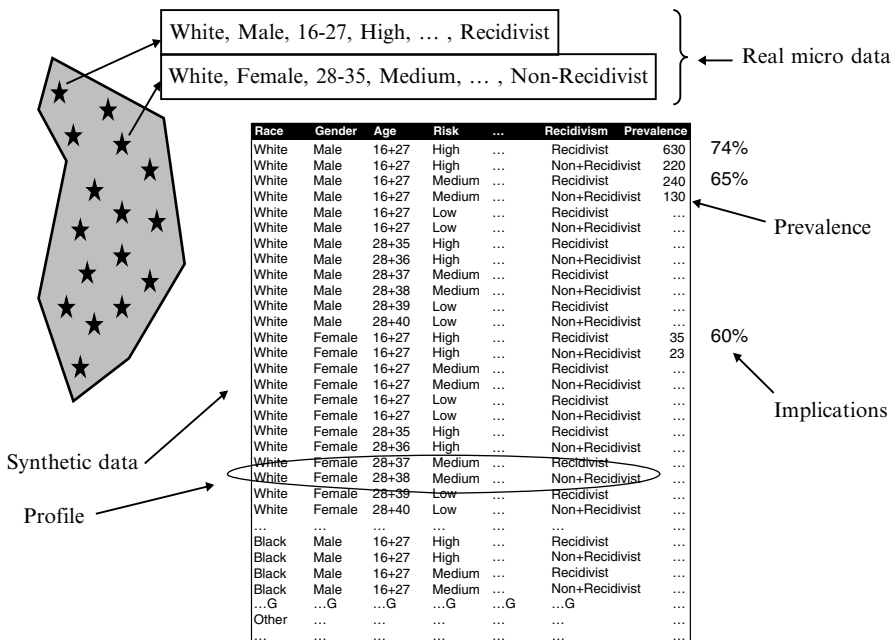 White, Male, 16-27, High, … , Recidivist
White, Female, 28-35, Medium, … , Non-Recidivist
Real micro data
Race Gender Age Risk … Recidivism Prevalence
White Male 16+27 High … Recidivist 630 74%
White Male 16+27 High … Non+Recidivist 220
White Male 16+27 Medium … Recidivist 240 65%
White Male 16+27 Medium … Non+Recidivist 130
White Male 16+27 Low … Recidivist …
White Male 16+27 Low … Non+Recidivist …
Prevalence
White Male 28+35 High … Recidivist …
White Male 28+36 High … Non+Recidivist …
White Male 28+37 Medium … Recidivist …
White Male 28+38 Medium … Non+Recidivist …
White Male 28+39 Low … Recidivist …
White Male 28+40 Low … Non+Recidivist …
White Female 16+27 High … Recidivist 35 60%
White Female 16+27 High … Non+Recidivist 23
White Female 16+27 Medium … Recidivist …
White Female 16+27 Medium … Non+Recidivist …
White Female 16+27 Low … Recidivist …
Implications
White Female 16+27 Low … Non+Recidivist …
White Female 28+35 High … Recidivist …
White Female 28+36 High … Non+Recidivist …
Synthetic data
White Female 28+37 Medium … Recidivist …
White Female 28+38 Medium … Non+Recidivist …
White Female 28+39 Low … Recidivist …
White Female 28+40 Low … Non+Recidivist …
Profile
… … … … … … …
Black Male 16+27 High … Recidivist …
Black Male 16+27 High … Non+Recidivist …
Black Male 16+27 Medium … Recidivist …
Black Male 16+27 Medium … Non+Recidivist …
…G …G …G …G …G …G …
Other … … … … … …
… … … … … … …